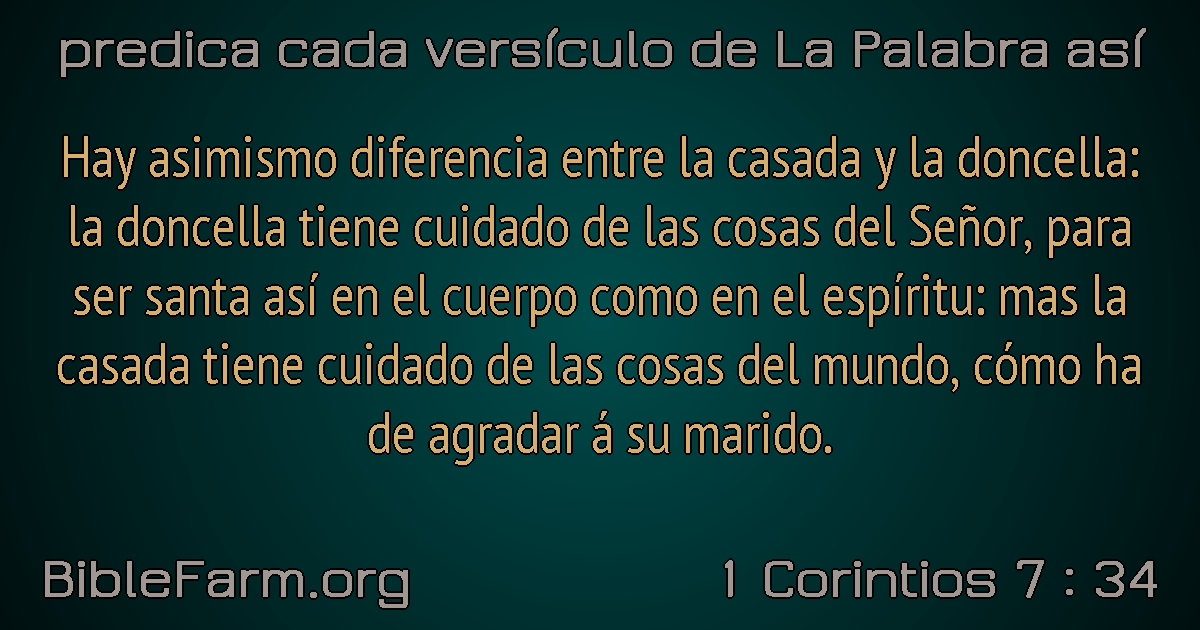 predica cada versículo de La Palabra así
Hay asimismo diferencia entre la casada y la doncella:
la doncella tiene cuidado de las cosas del Señor, para
ser santa así en el cuerpo como en el espíritu: mas la
casada tiene cuidado de las cosas del mundo, cómo ha
de agradar á su marido.
BibleFarm.org
1 Corintios 7 : 34